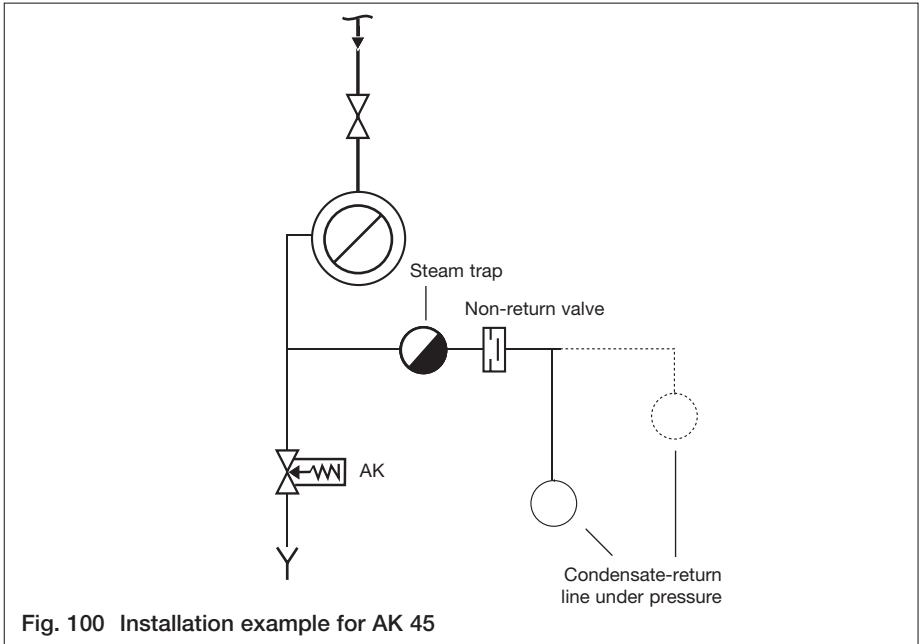 Steam trap
Non-return valve
AK
Condensate-return
line under pressure
Fig. 100 Installation example for AK 45